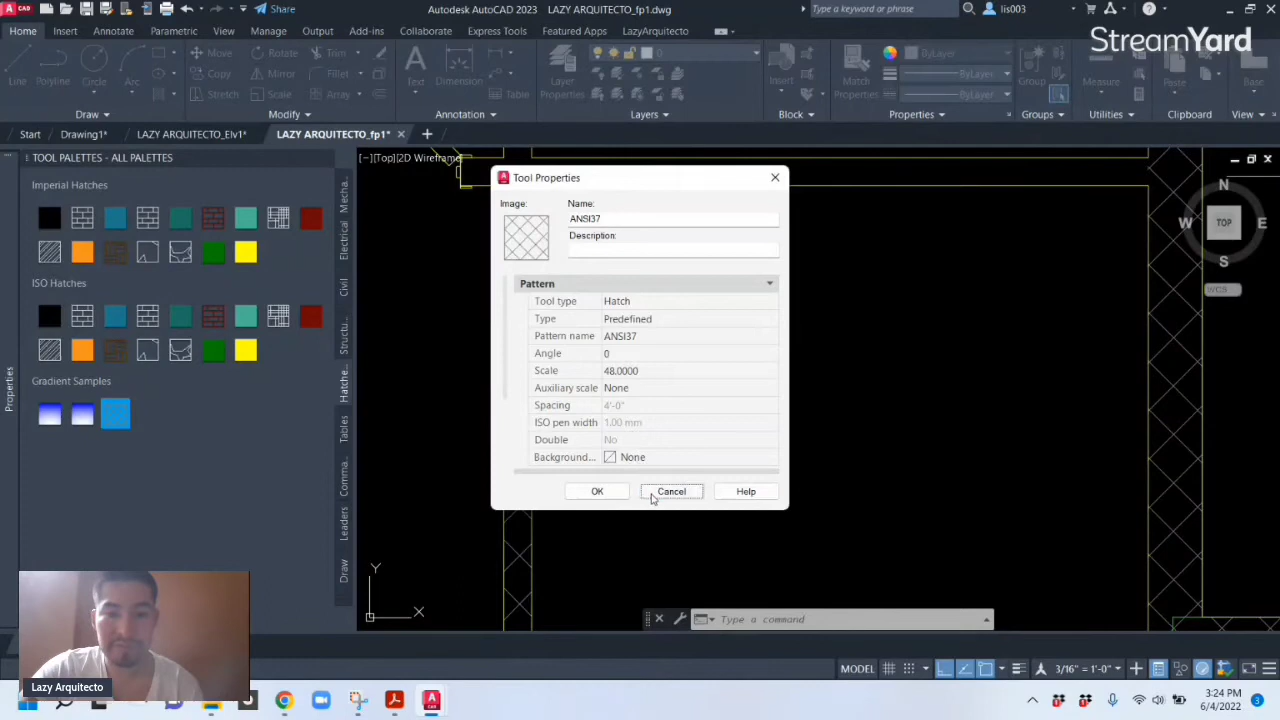 Share
Autodesk AutoCAD 2023 LAZY ARQUITECTO_fp1.dwg
Type a keyword or phrase
lis003
StreamYard
Home Insert Annotate Parametric View Manage Output Add-ins Collaborate Express Tools Featured Apps LazyArquitecto
Line Polyline Circle Arc
Move Rotate Trim
Copy Mirror Fillet
Stretch Scale Array
Text Dimension Table
Layer Properties
0
Insert
Match Properties
ByLayer
ByLayer
ByLayer
Group Measure Paste Base
Draw Modify Annotation Layers Block Properties Groups Utilities Clipboard View
Start Drawing1* LAZY ARQUITECTO_Elv1* LAZY ARQUITECTO_fp1*
TOOL PALETTES - ALL PALETTES
[−][Top][2D Wireframe]
Imperial Hatches
ISO Hatches
Gradient Samples
Properties
Mecha...
Electrical
Civil
Structu...
Hatche...
Tables
Comma...
Leaders
Draw
Tool Properties
Image: Name:
ANSI37
Description:
Pattern
Tool type Hatch
Type Predefined
Pattern name ANSI37
Angle 0
Scale 48.0000
Auxiliary scale None
Spacing 4'-0"
ISO pen width 1.00 mm
Double No
Background... None
OK Cancel Help
N
W TOP E
S
WCS
Y
X
Type a command
MODEL 3/16" = 1'-0"
Lazy Arquitecto
3:24 PM
6/4/2022
3